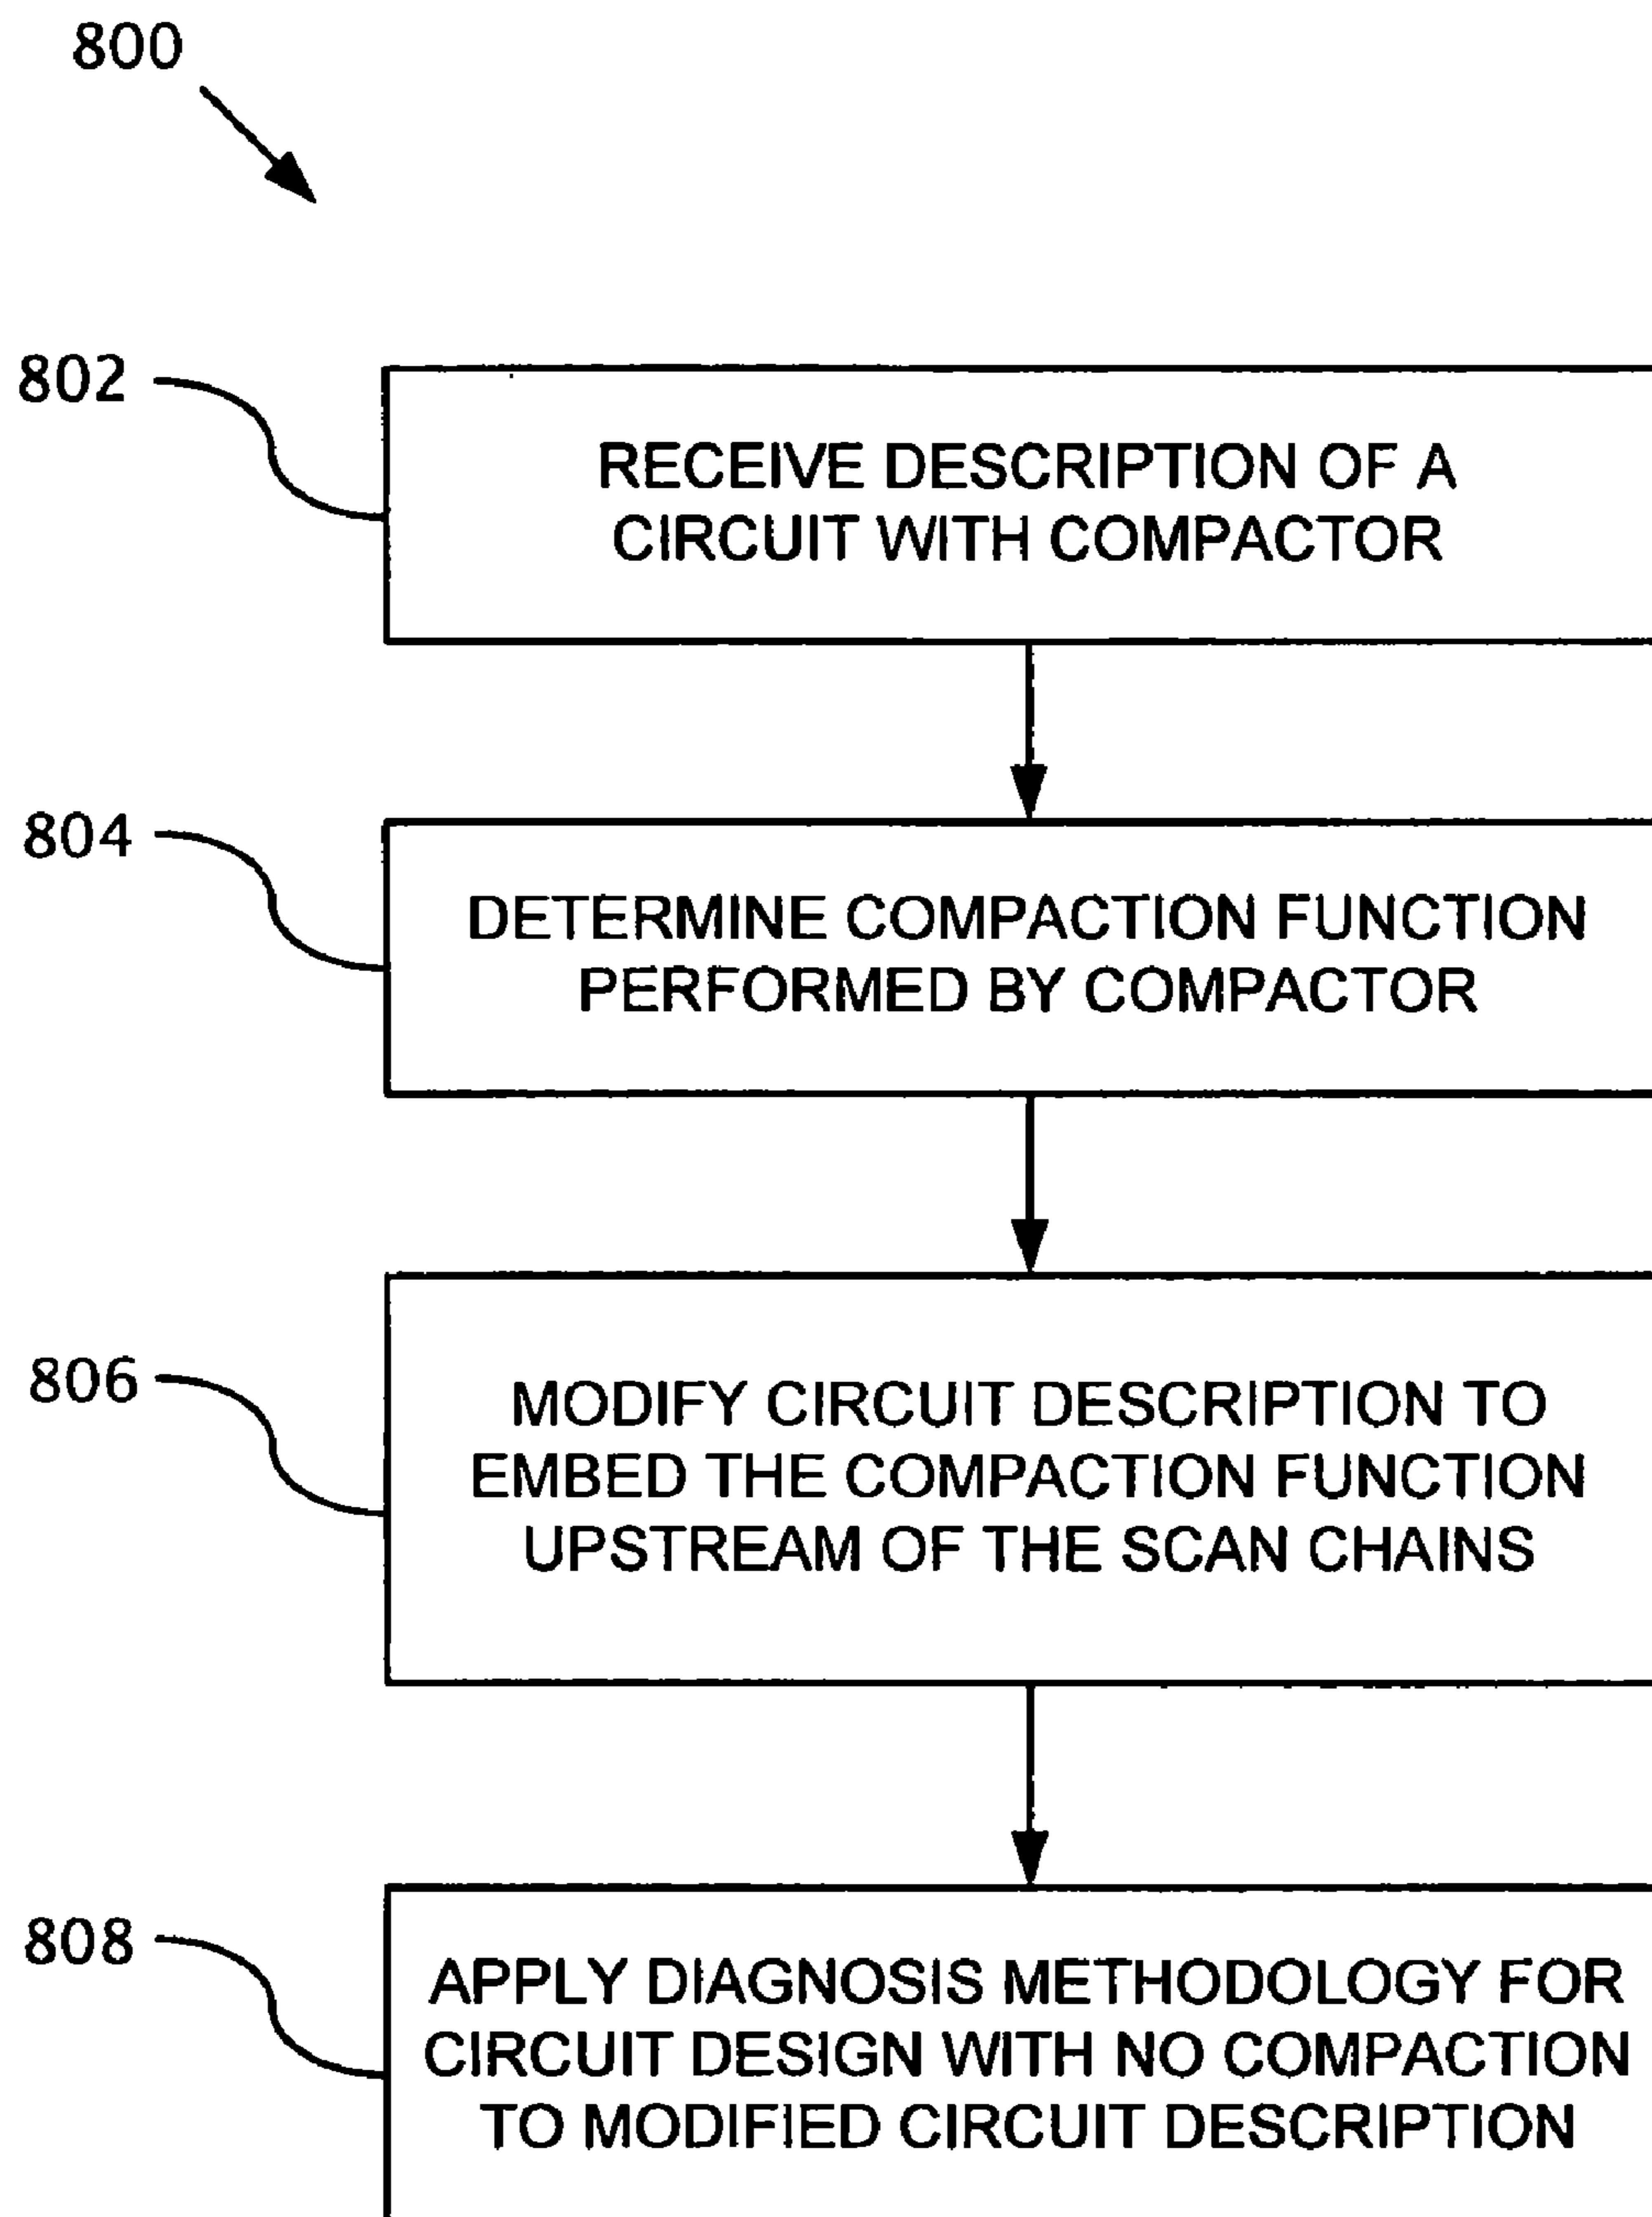 800
802
RECEIVE DESCRIPTION OF A
CIRCUIT WITH COMPACTOR
804
DETERMINE COMPACTION FUNCTION
PERFORMED BY COMPACTOR
806
MODIFY CIRCUIT DESCRIPTION TO
EMBED THE COMPACTION FUNCTION
UPSTREAM OF THE SCAN CHAINS
808
APPLY DIAGNOSIS METHODOLOGY FOR
CIRCUIT DESIGN WITH NO COMPACTION
TO MODIFIED CIRCUIT DESCRIPTION